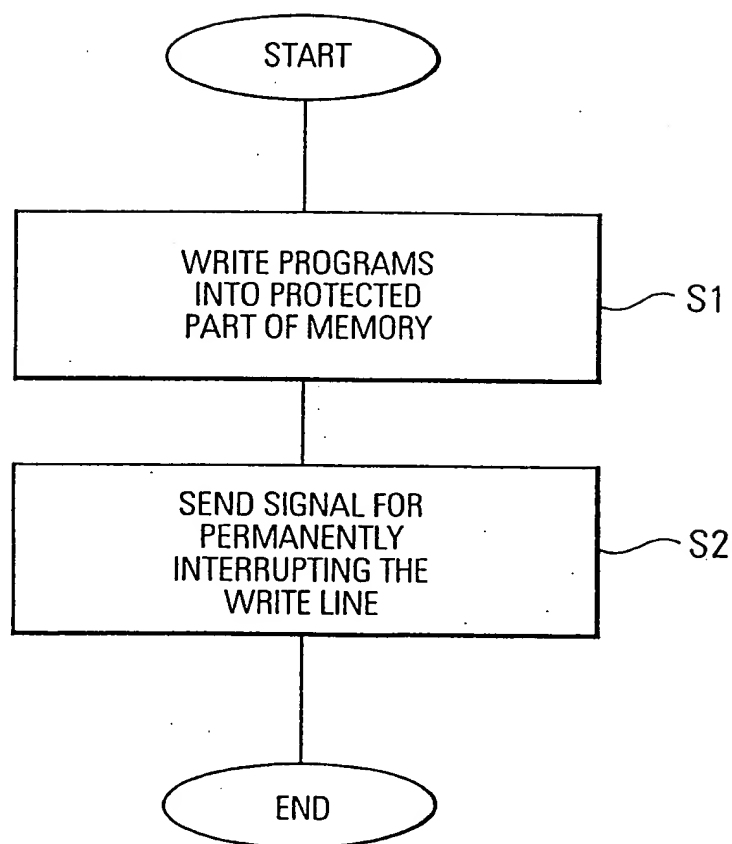 START
WRITE PROGRAMS
INTO PROTECTED
PART OF MEMORY
S1
SEND SIGNAL FOR
PERMANENTLY
INTERRUPTING THE
WRITE LINE
S2
END